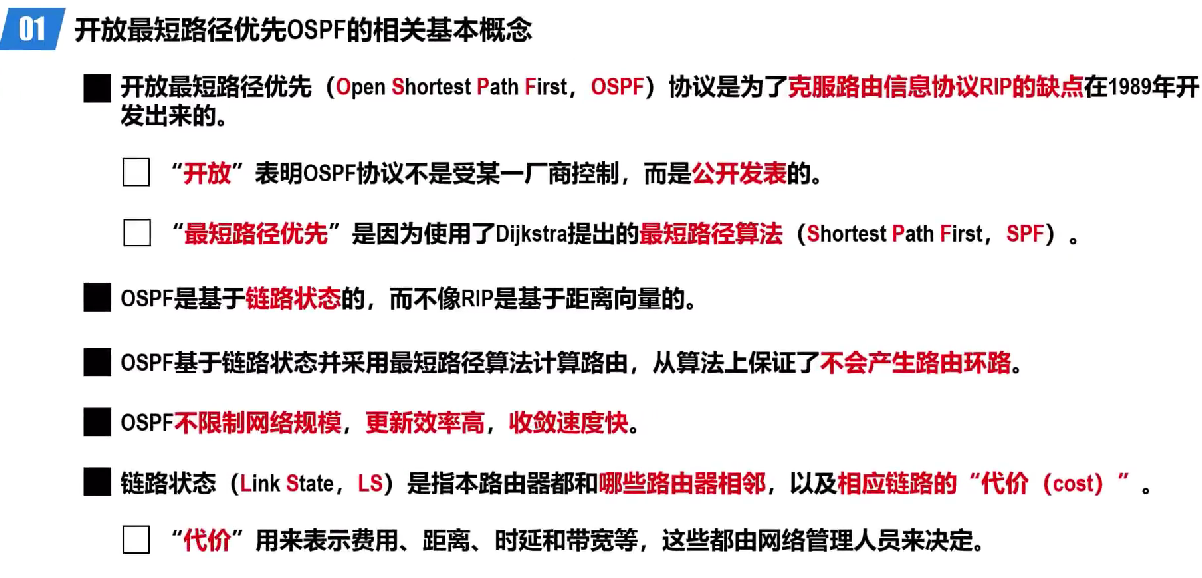 01 开放最短路径优先OSPF的相关基本概念
开放最短路径优先（Open Shortest Path First，OSPF）协议是为了克服路由信息协议RIP的缺点在1989年开
发出来的。
“开放”表明OSPF协议不是受某一厂商控制，而是公开发表的。
“最短路径优先”是因为使用了Dijkstra提出的最短路径算法（Shortest Path First，SPF）。
OSPF是基于链路状态的，而不像RIP是基于距离向量的。
OSPF基于链路状态并采用最短路径算法计算路由，从算法上保证了不会产生路由环路。
OSPF不限制网络规模，更新效率高，收敛速度快。
链路状态（Link State，LS）是指本路由器都和哪些路由器相邻，以及相应链路的“代价（cost）”。
“代价”用来表示费用、距离、时延和带宽等，这些都由网络管理人员来决定。